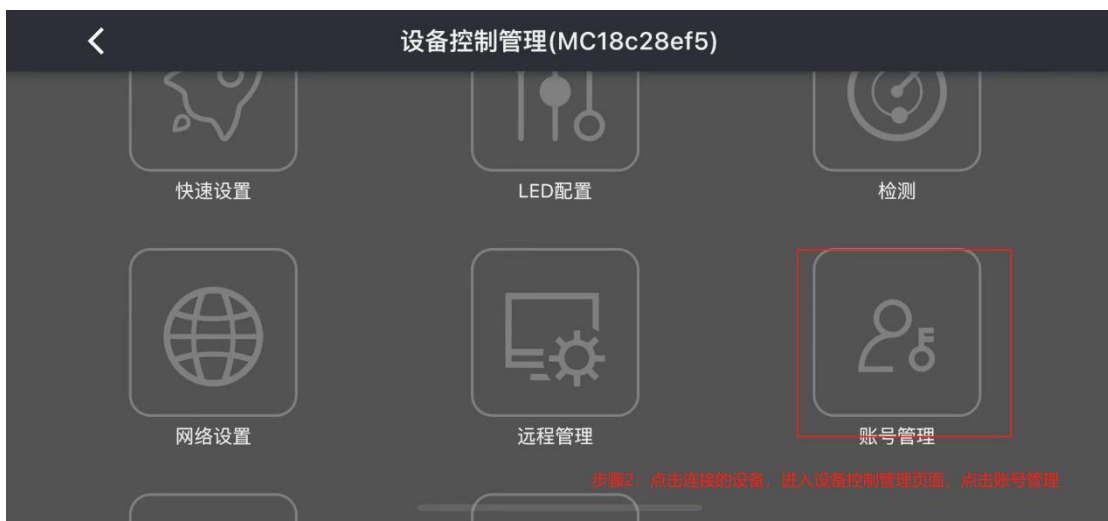 设备控制管理(MC18c28ef5)
快速设置
LED配置
检测
网络设置
远程管理
账号管理
步骤2：点击连接的设备，进入设备控制管理页面，点击账号管理